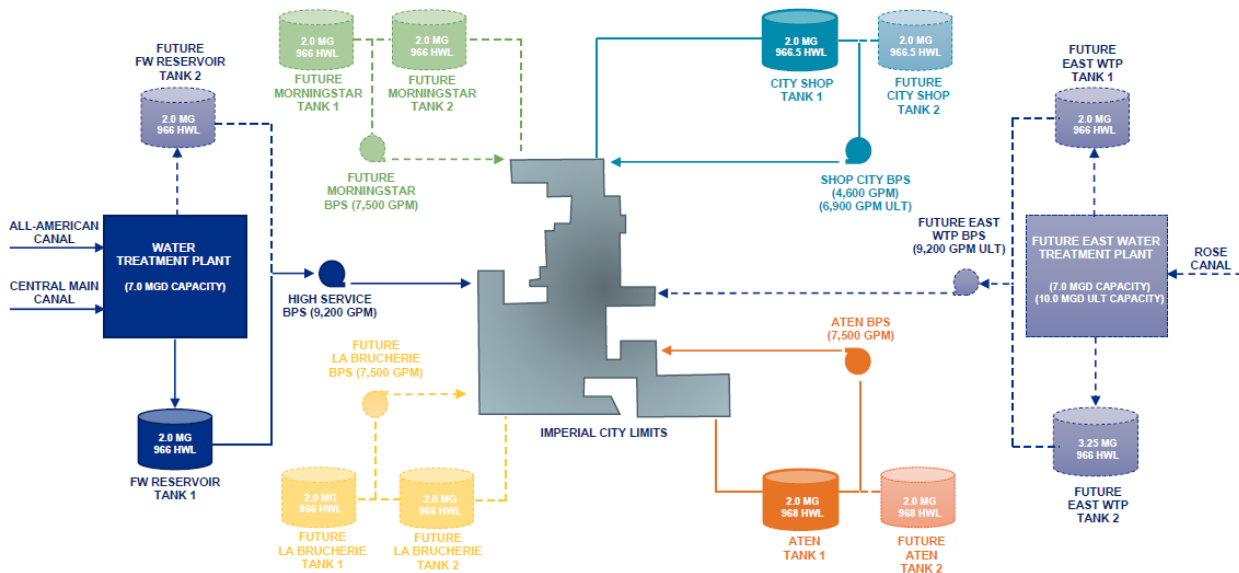 FUTURE
FW RESERVOIR
TANK 2
2.0 MG
966 HWL
ALL-AMERICAN
CANAL
CENTRAL MAIN
CANAL
WATER
TREATMENT PLANT
(7.0 MGD CAPACITY)
2.0 MG
966 HWL
FW RESERVOIR
TANK 1
HIGH SERVICE
BPS (9,200 GPM)
2.0 MG
966 HWL
FUTURE
MORNINGSTAR
TANK 1
2.0 MG
966 HWL
FUTURE
MORNINGSTAR
TANK 2
FUTURE
MORNINGSTAR
BPS (7,500 GPM)
FUTURE
LA BRUCHERIE
BPS (7,500 GPM)
2.0 MG
966 HWL
FUTURE
LA BRUCHERIE
TANK 1
2.0 MG
966 HWL
FUTURE
LA BRUCHERIE
TANK 2
IMPERIAL CITY LIMITS
2.0 MG
966.5 HWL
CITY SHOP
TANK 1
2.0 MG
966.5 HWL
FUTURE
CITY SHOP
TANK 2
SHOP CITY BPS
(4,600 GPM)
(6,900 GPM ULT)
ATEN BPS
(7,500 GPM)
2.0 MG
968 HWL
ATEN
TANK 1
2.0 MG
968 HWL
FUTURE
ATEN
TANK 2
FUTURE EAST
WTP BPS
(9,200 GPM ULT)
FUTURE
EAST WTP
TANK 1
2.0 MG
966 HWL
FUTURE EAST WATER
TREATMENT PLANT
(7.0 MGD CAPACITY)
(10.0 MGD ULT CAPACITY)
ROSE
CANAL
3.25 MG
966 HWL
FUTURE
EAST WTP
TANK 2